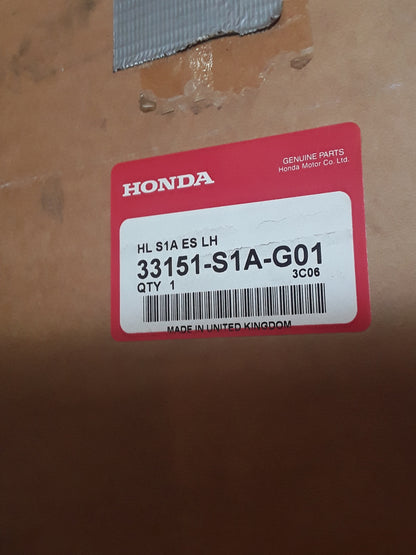 GENUINE PARTS
Honda Motor Co. Ltd.
HONDA
HL S1A ES LH
33151-S1A-G01
QTY 1 3C06
MADE IN UNITED KINGDOM